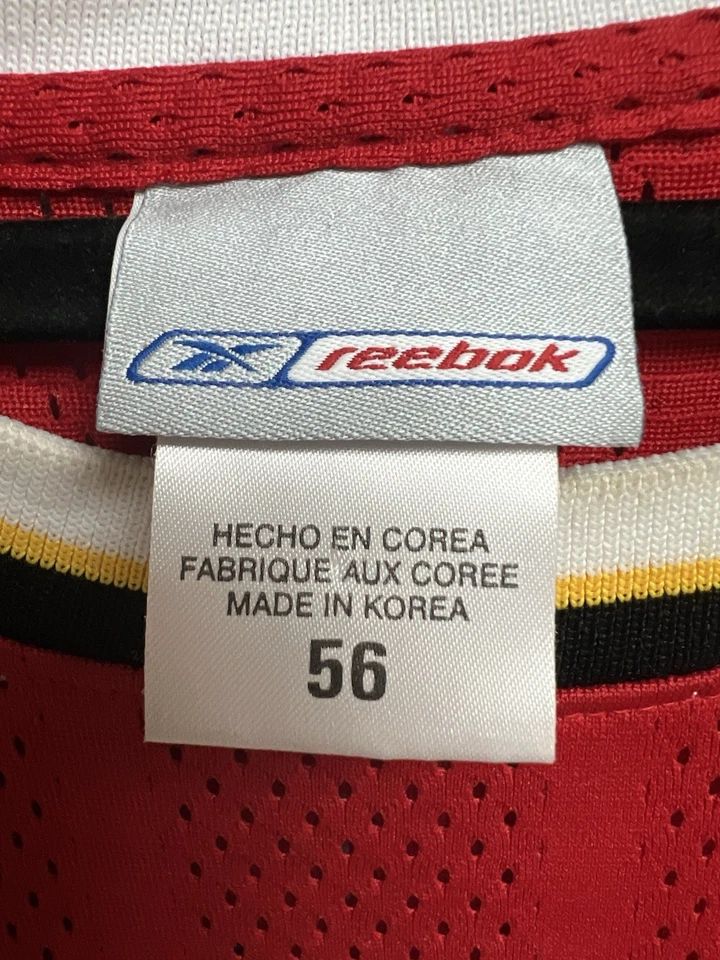 reebok
HECHO EN COREA
FABRIQUE AUX COREE
MADE IN KOREA
56